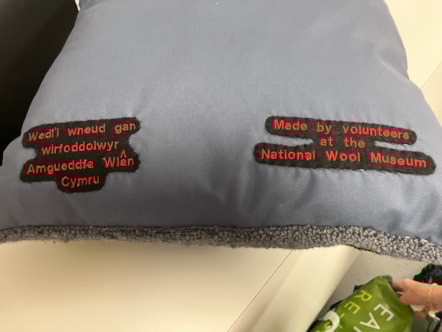 Wedi'i wneud gan
wirfoddolwyr
Amgueddfa Wlân
Cymru
Made by volunteers
at the
National Wool Museum